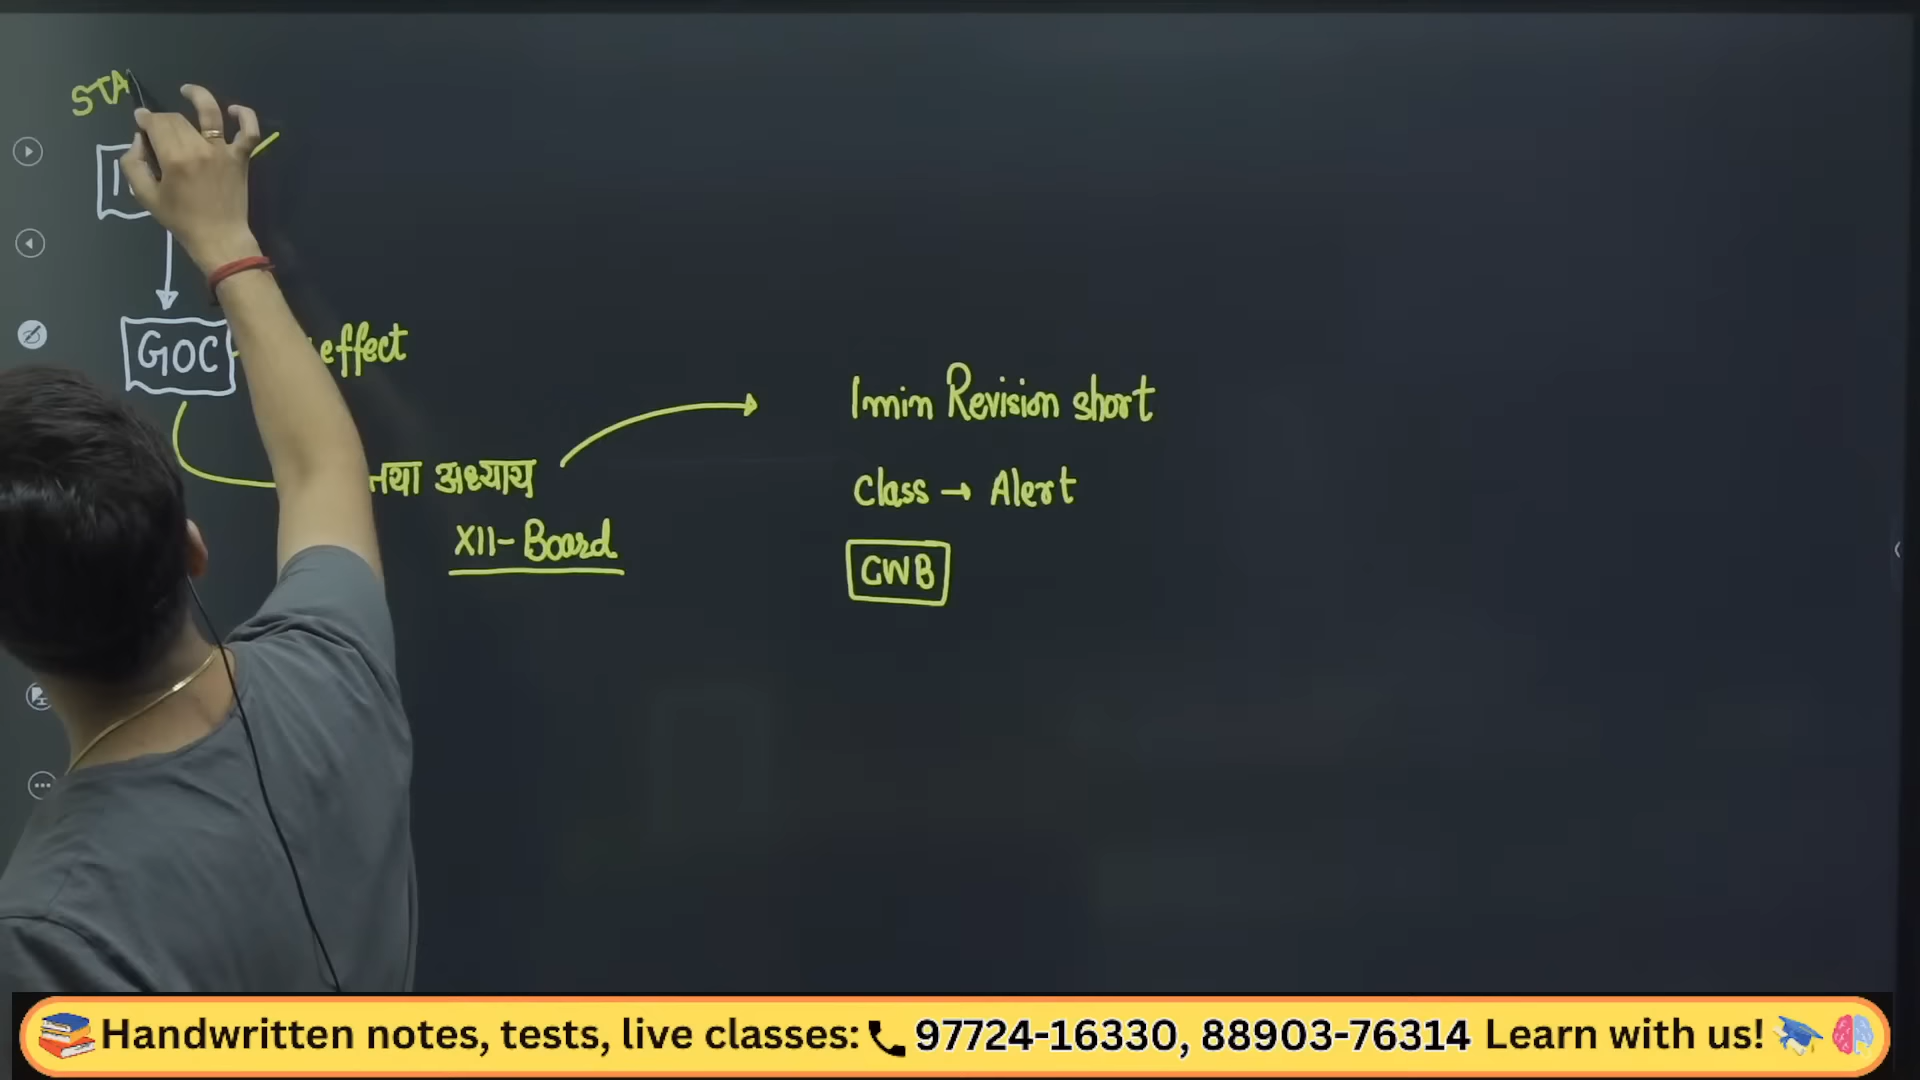 STA
GOC
effect
नया अध्याय
XII-Board
1min Revision short
Class → Alert
CWB
Handwritten notes, tests, live classes: 97724-16330, 88903-76314 Learn with us!